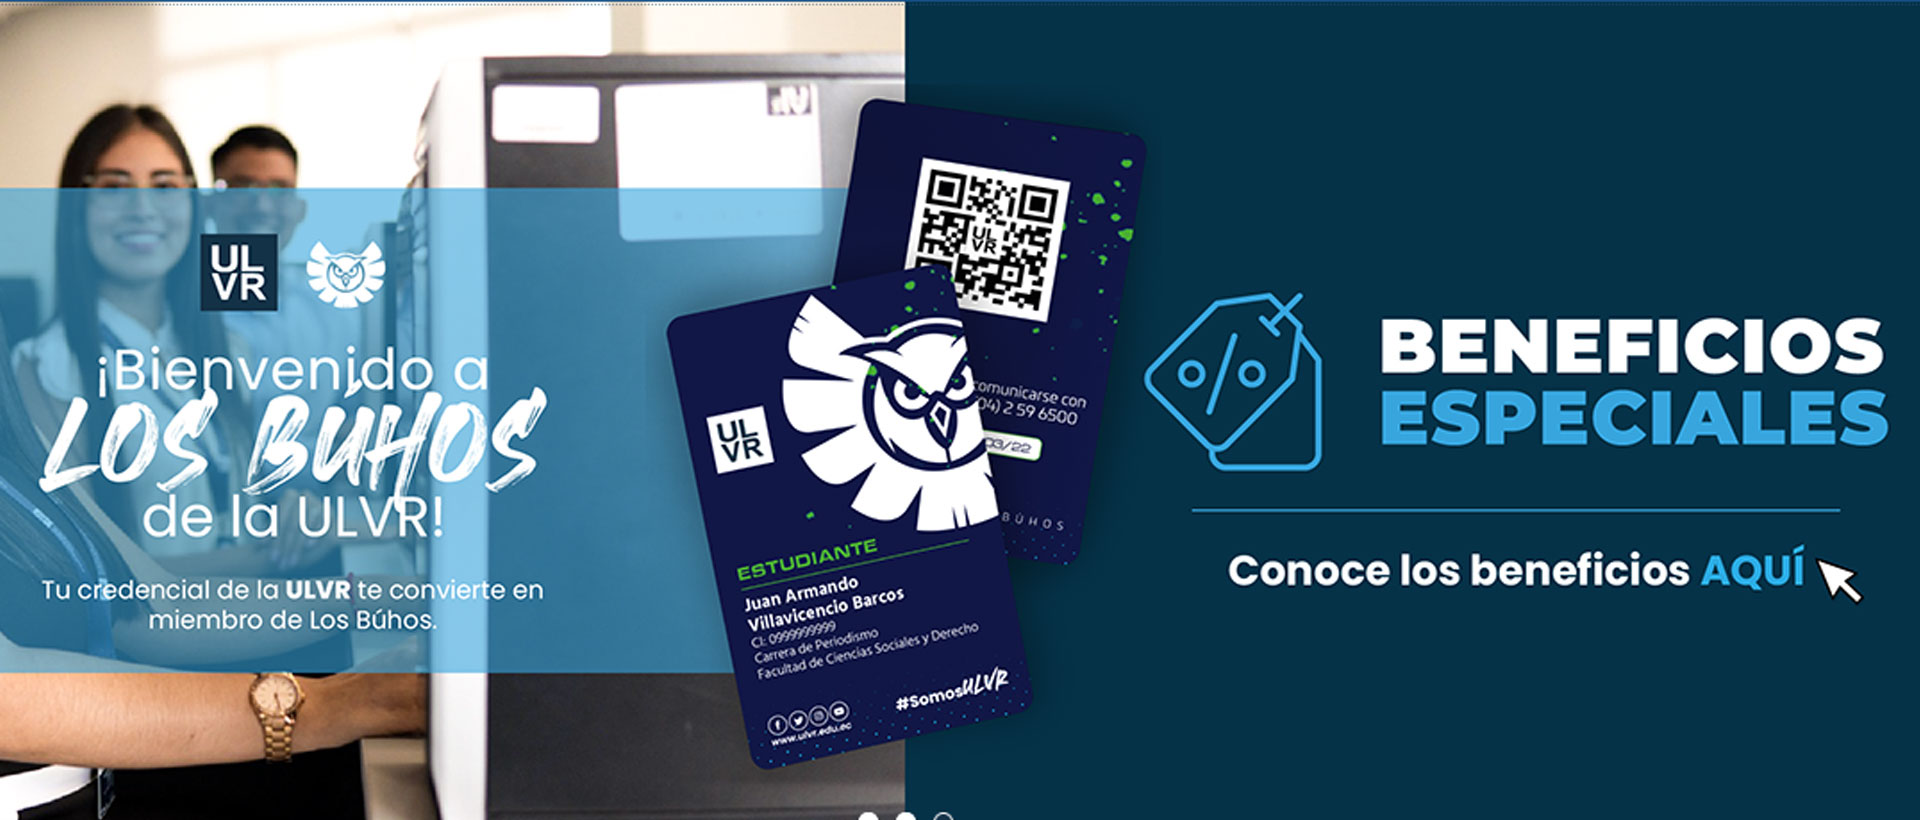 UL
VR
¡Bienvenido a
LOS BÚHOS
de la ULVR!
Tu credencial de la ULVR te convierte en
miembro de Los Búhos.
UL
VR
comunicarse con
04) 2 59 6500
03/22
BÚHOS
UL
VR
ESTUDIANTE
Juan Armando
Villavicencio Barcos
CI: 0999999999
Carrera de Periodismo
Facultad de Ciencias Sociales y Derecho
#SomosULVR
www.ulvr.edu.ec
BENEFICIOS
ESPECIALES
Conoce los beneficios AQUÍ